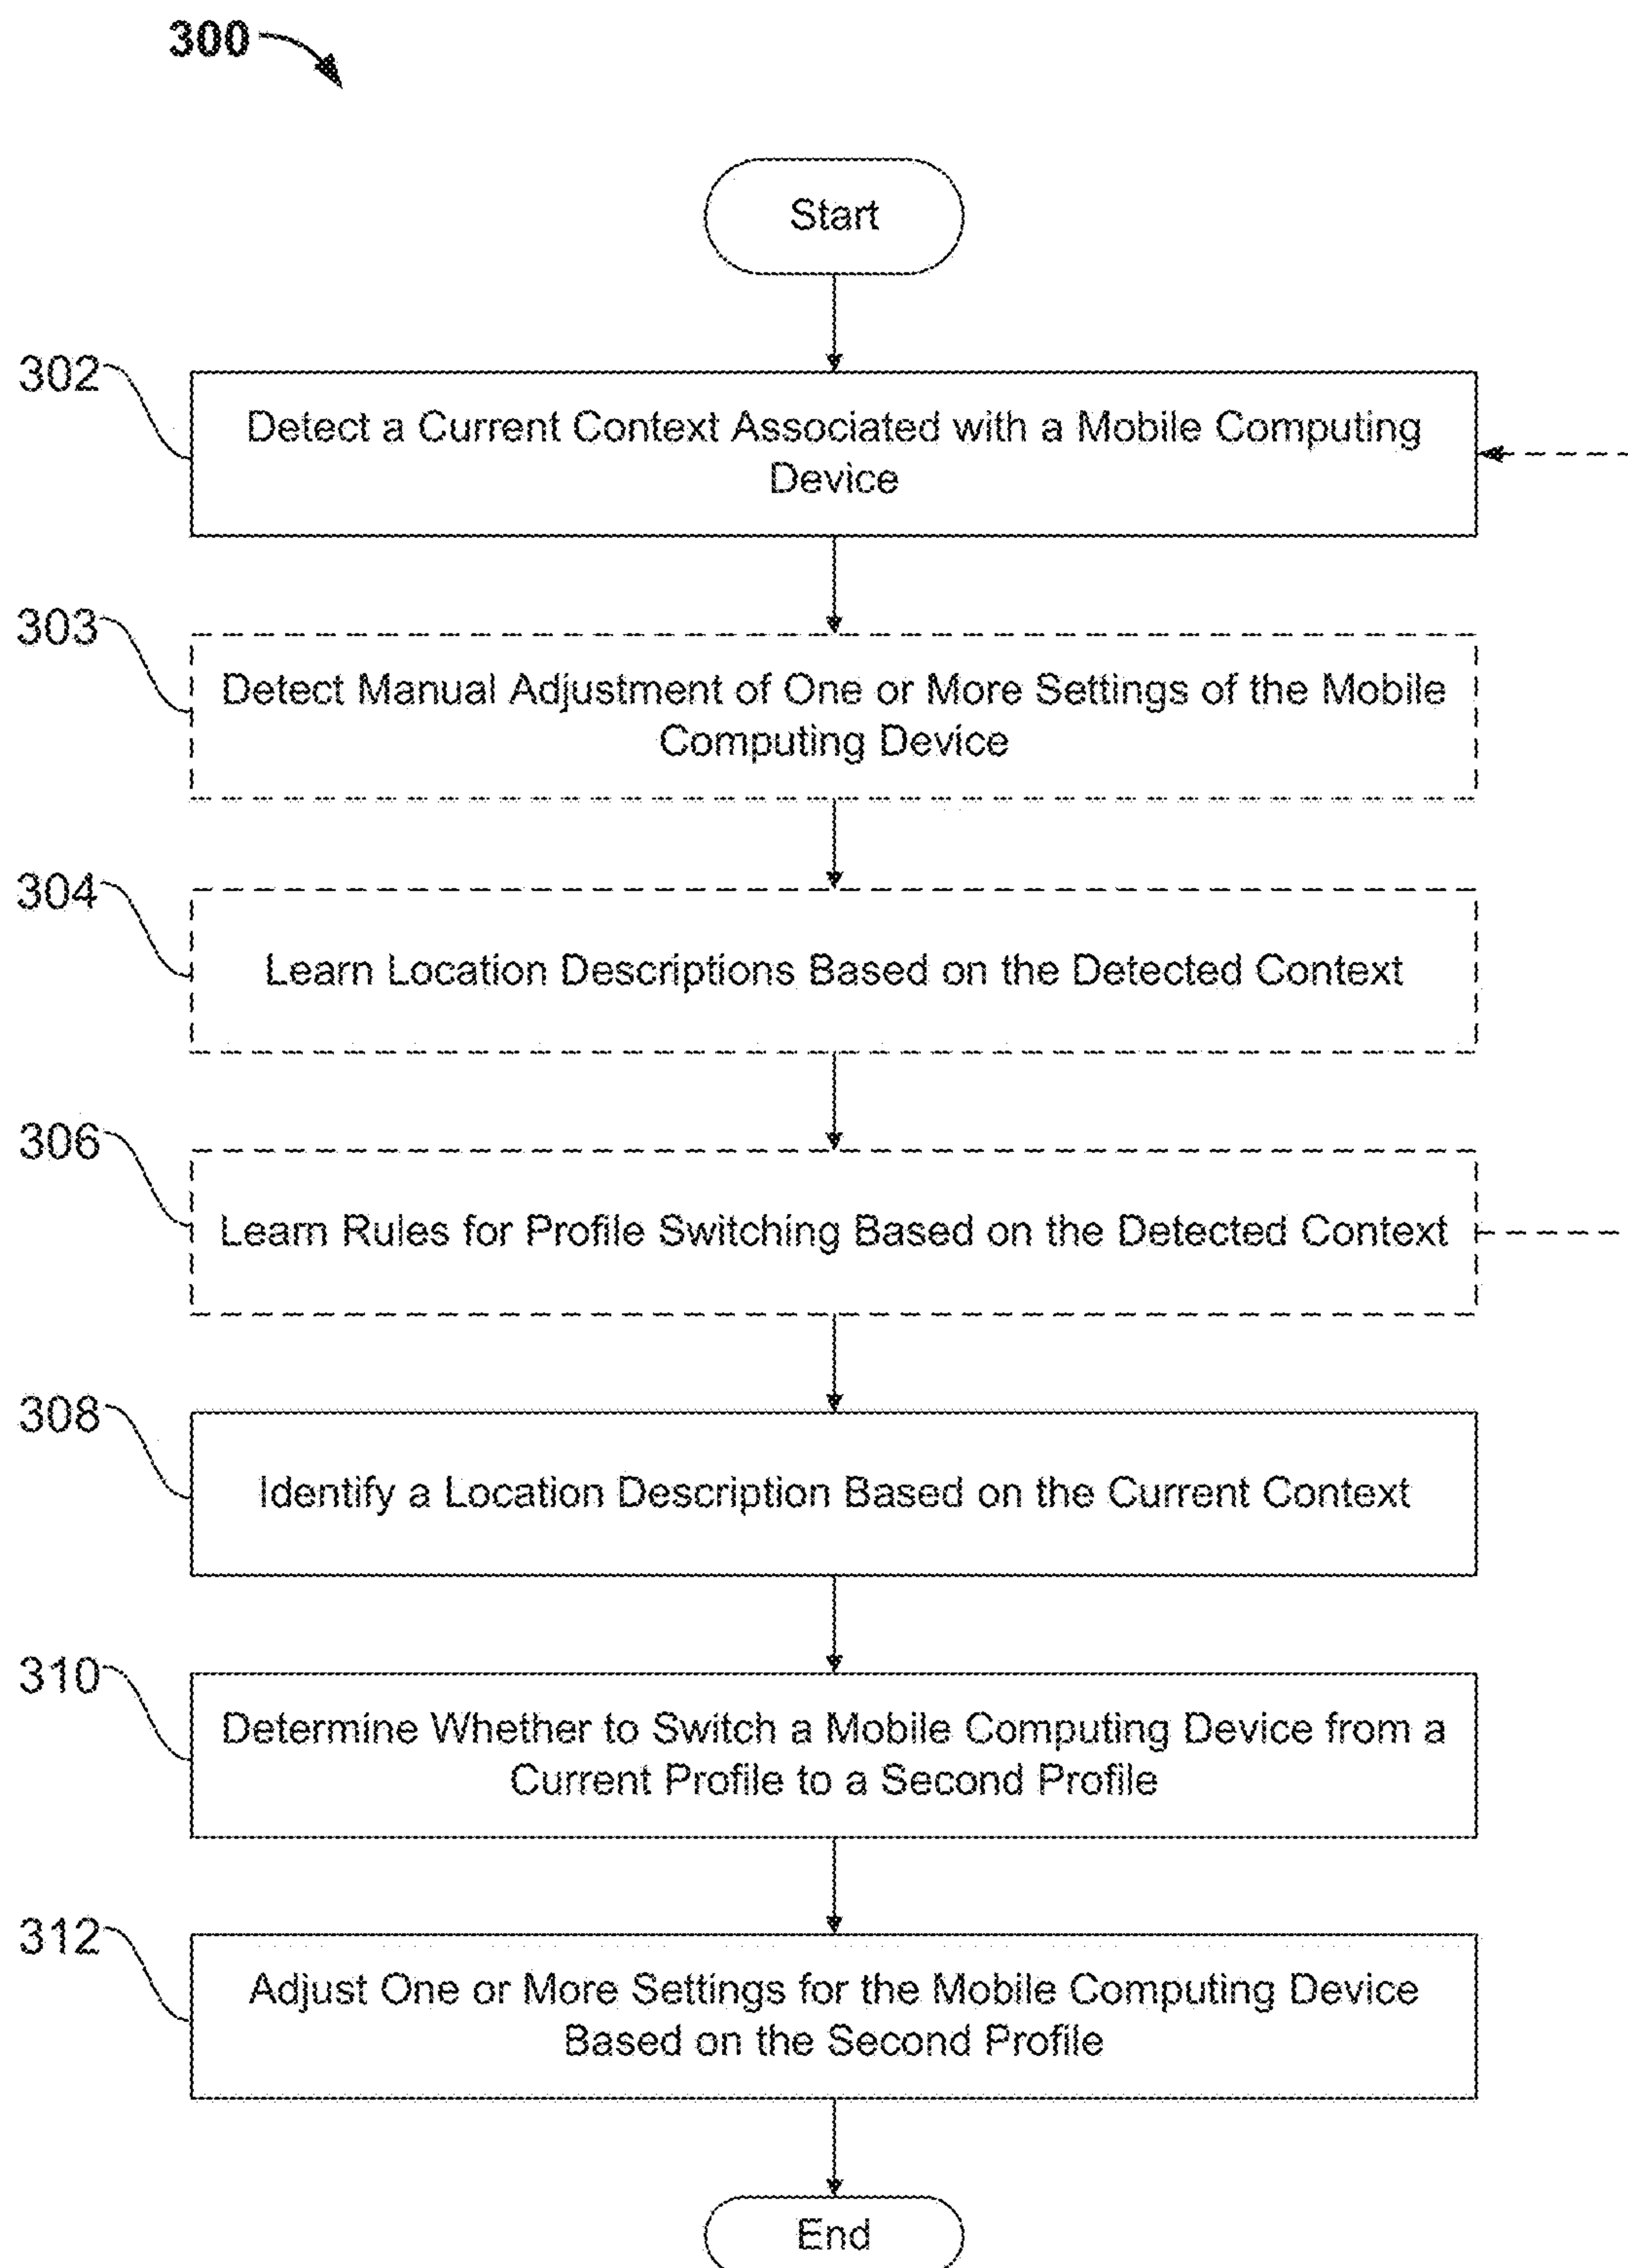 300
Start
302
Detect a Current Context Associated with a Mobile Computing
Device
303
Detect Manual Adjustment of One or More Settings of the Mobile
Computing Device
304
Learn Location Descriptions Based on the Detected Context
306
Learn Rules for Profile Switching Based on the Detected Context
308
Identify a Location Description Based on the Current Context
310
Determine Whether to Switch a Mobile Computing Device from a
Current Profile to a Second Profile
312
Adjust One or More Settings for the Mobile Computing Device
Based on the Second Profile
End